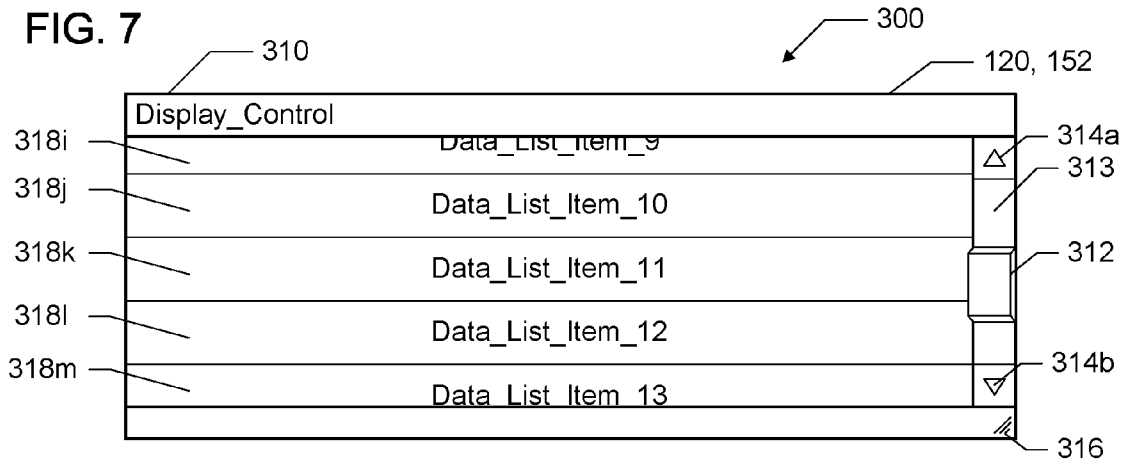 FIG. 7
300
310
120, 152
Display_Control
318i
Data_List_Item_9
314a
313
318j
Data_List_Item_10
318k
Data_List_Item_11
312
318l
Data_List_Item_12
318m
Data_List_Item_13
314b
316